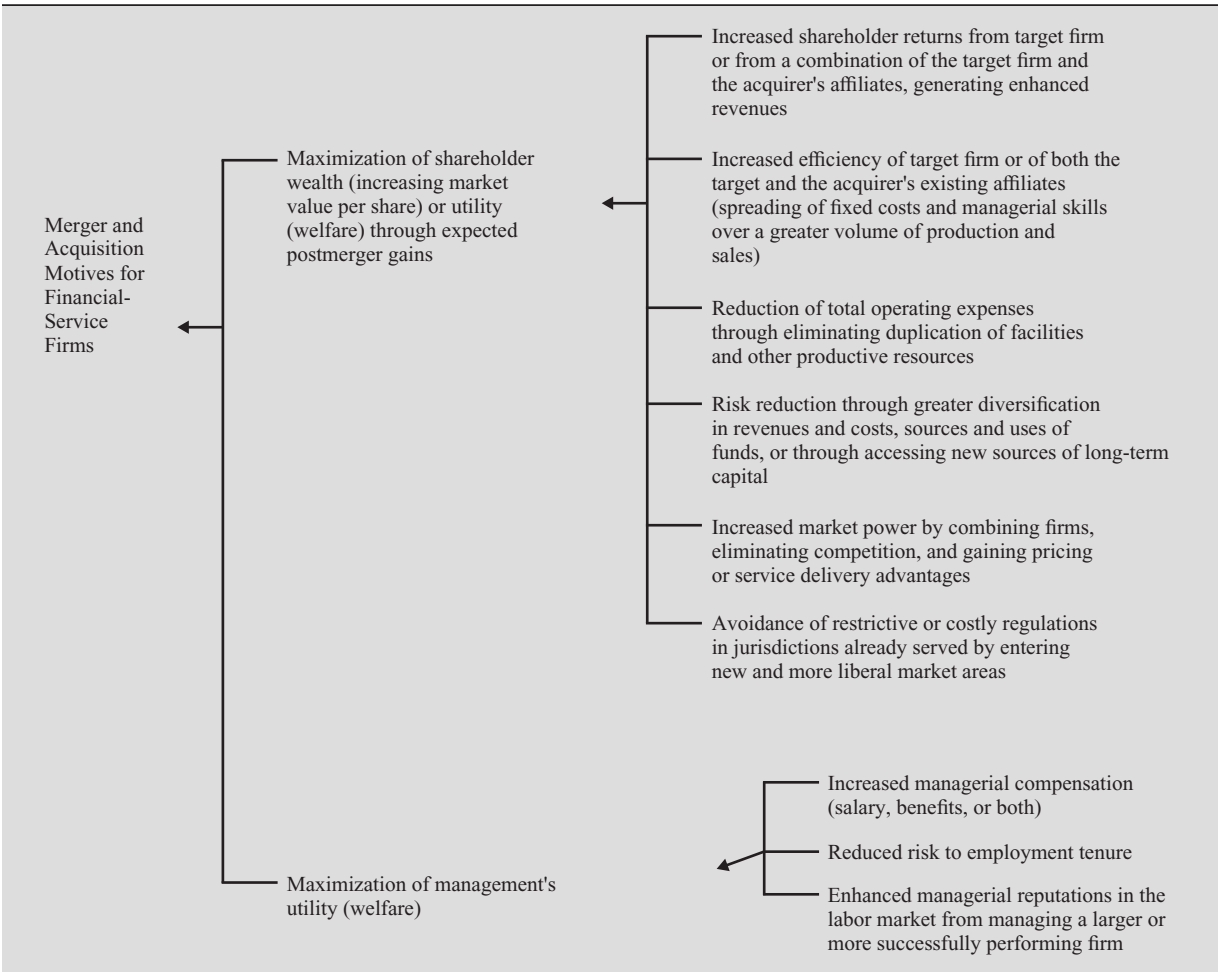 Merger and
Acquisition
Motives for
Financial-
Service
Firms
Maximization of shareholder
wealth (increasing market
value per share) or utility
(welfare) through expected
postmerger gains
Increased shareholder returns from target firm
or from a combination of the target firm and
the acquirer's affiliates, generating enhanced
revenues
Increased efficiency of target firm or of both the
target and the acquirer's existing affiliates
(spreading of fixed costs and managerial skills
over a greater volume of production and
sales)
Reduction of total operating expenses
through eliminating duplication of facilities
and other productive resources
Risk reduction through greater diversification
in revenues and costs, sources and uses of
funds, or through accessing new sources of long-term
capital
Increased market power by combining firms,
eliminating competition, and gaining pricing
or service delivery advantages
Avoidance of restrictive or costly regulations
in jurisdictions already served by entering
new and more liberal market areas
Maximization of management's
utility (welfare)
Increased managerial compensation
(salary, benefits, or both)
Reduced risk to employment tenure
Enhanced managerial reputations in the
labor market from managing a larger or
more successfully performing firm